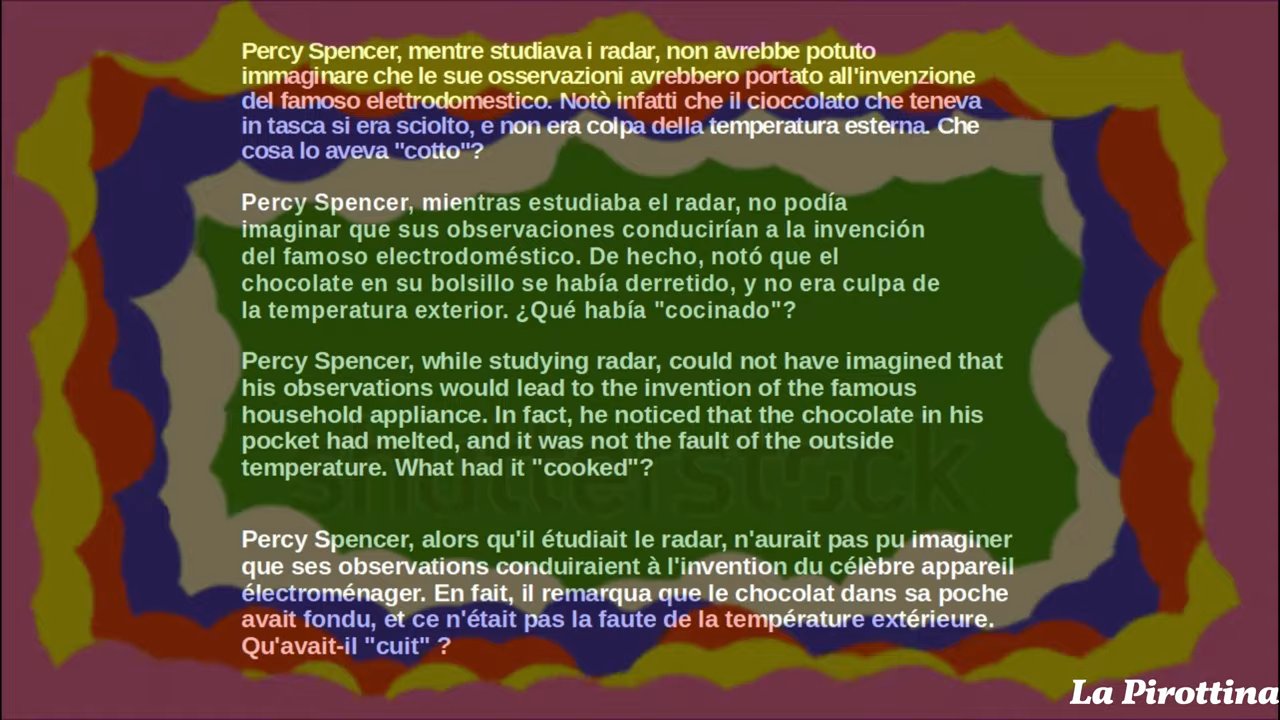 Percy Spencer, mentre studiava i radar, non avrebbe potuto
immaginare che le sue osservazioni avrebbero portato all'invenzione
del famoso elettrodomestico. Notò infatti che il cioccolato che teneva
in tasca si era sciolto, e non era colpa della temperatura esterna. Che
cosa lo aveva "cotto"?
Percy Spencer, mientras estudiaba el radar, no podía
imaginar que sus observaciones conducirían a la invención
del famoso electrodoméstico. De hecho, notó que el
chocolate en su bolsillo se había derretido, y no era culpa de
la temperatura exterior. ¿Qué había "cocinado"?
Percy Spencer, while studying radar, could not have imagined that
his observations would lead to the invention of the famous
household appliance. In fact, he noticed that the chocolate in his
pocket had melted, and it was not the fault of the outside
temperature. What had it "cooked"?
shutterstock
Percy Spencer, alors qu'il étudiait le radar, n'aurait pas pu imaginer
que ses observations conduiraient à l'invention du célèbre appareil
électroménager. En fait, il remarqua que le chocolat dans sa poche
avait fondu, et ce n'était pas la faute de la température extérieure.
Qu'avait-il "cuit" ?
La Pirottina